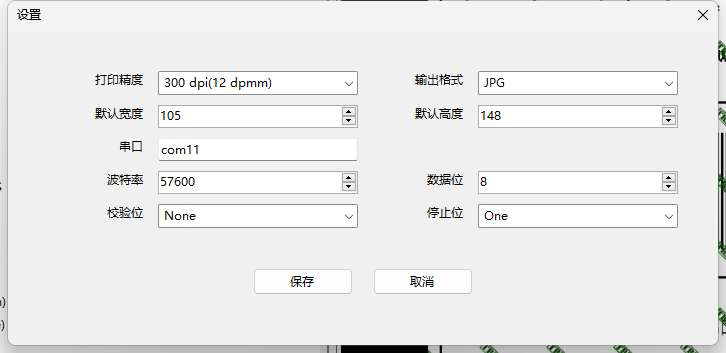 设置
打印精度 300 dpi(12 dpmm) 输出格式 JPG
默认宽度 105 默认高度 148
串口 com11
波特率 57600 数据位 8
校验位 None 停止位 One
保存 取消